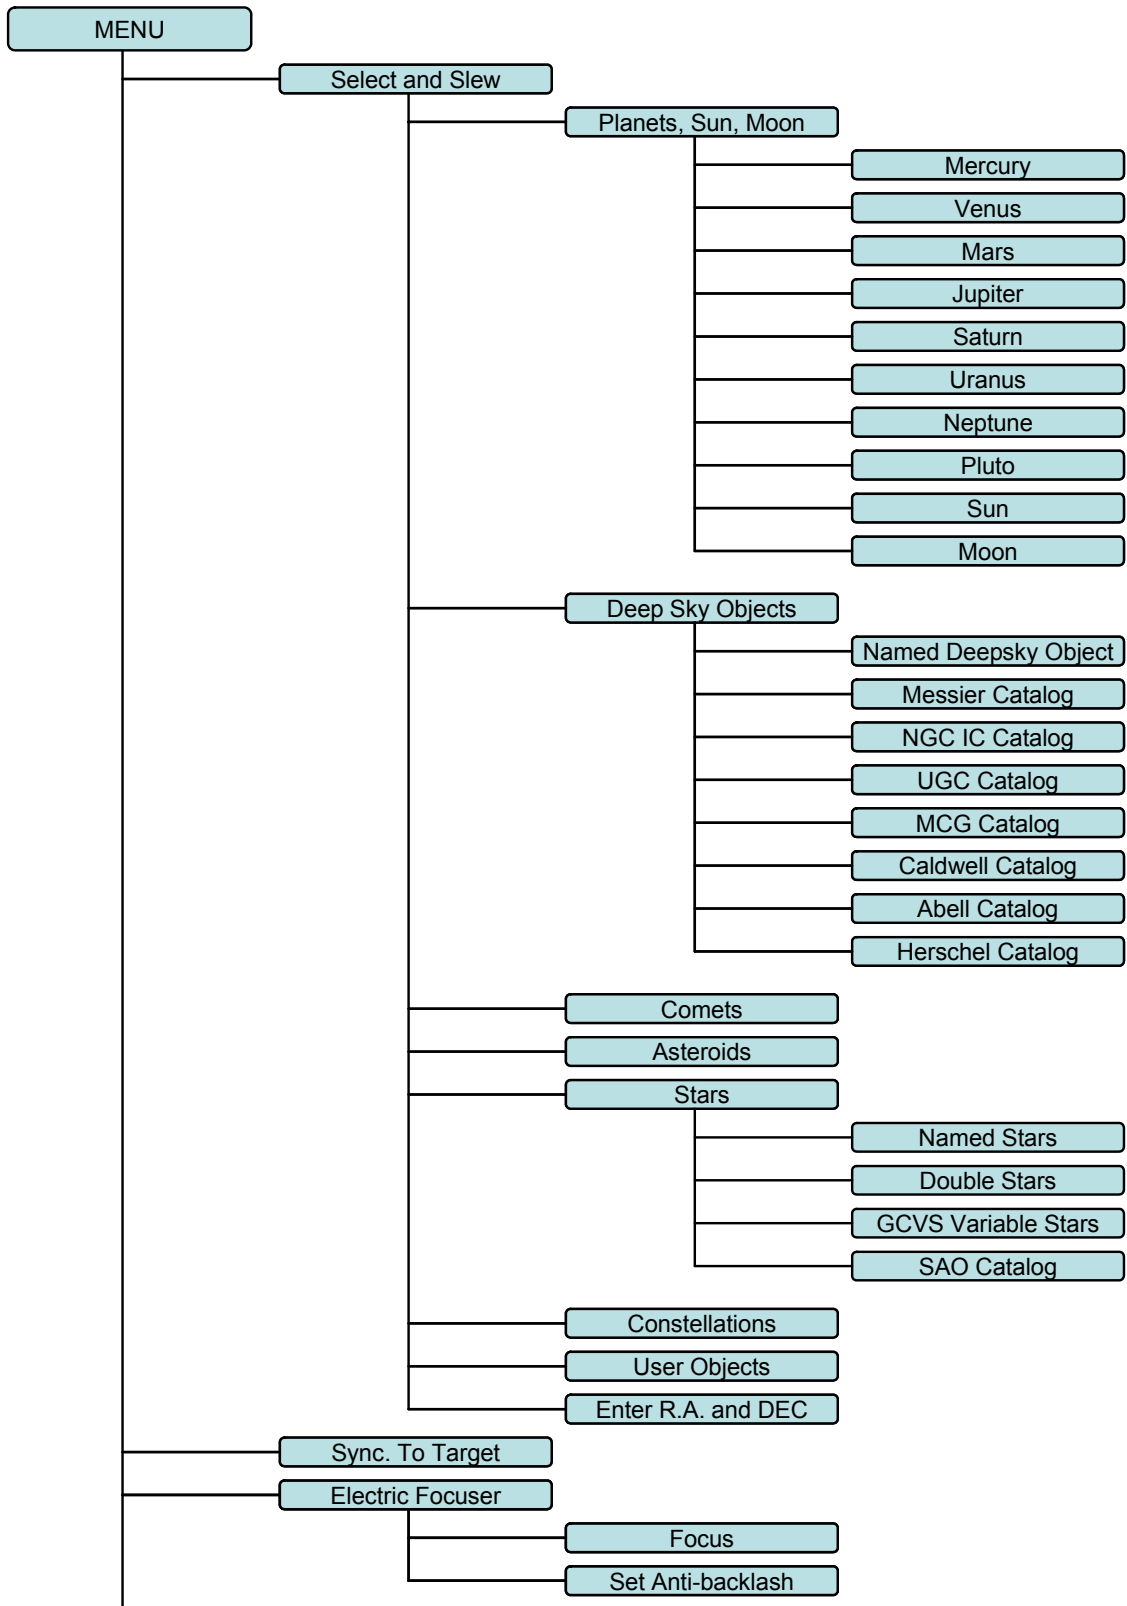 MENU
Select and Slew
Planets, Sun, Moon
Mercury
Venus
Mars
Jupiter
Saturn
Uranus
Neptune
Pluto
Sun
Moon
Deep Sky Objects
Named Deepsky Object
Messier Catalog
NGC IC Catalog
UGC Catalog
MCG Catalog
Caldwell Catalog
Abell Catalog
Herschel Catalog
Comets
Asteroids
Stars
Named Stars
Double Stars
GCVS Variable Stars
SAO Catalog
Constellations
User Objects
Enter R.A. and DEC
Sync. To Target
Electric Focuser
Focus
Set Anti-backlash